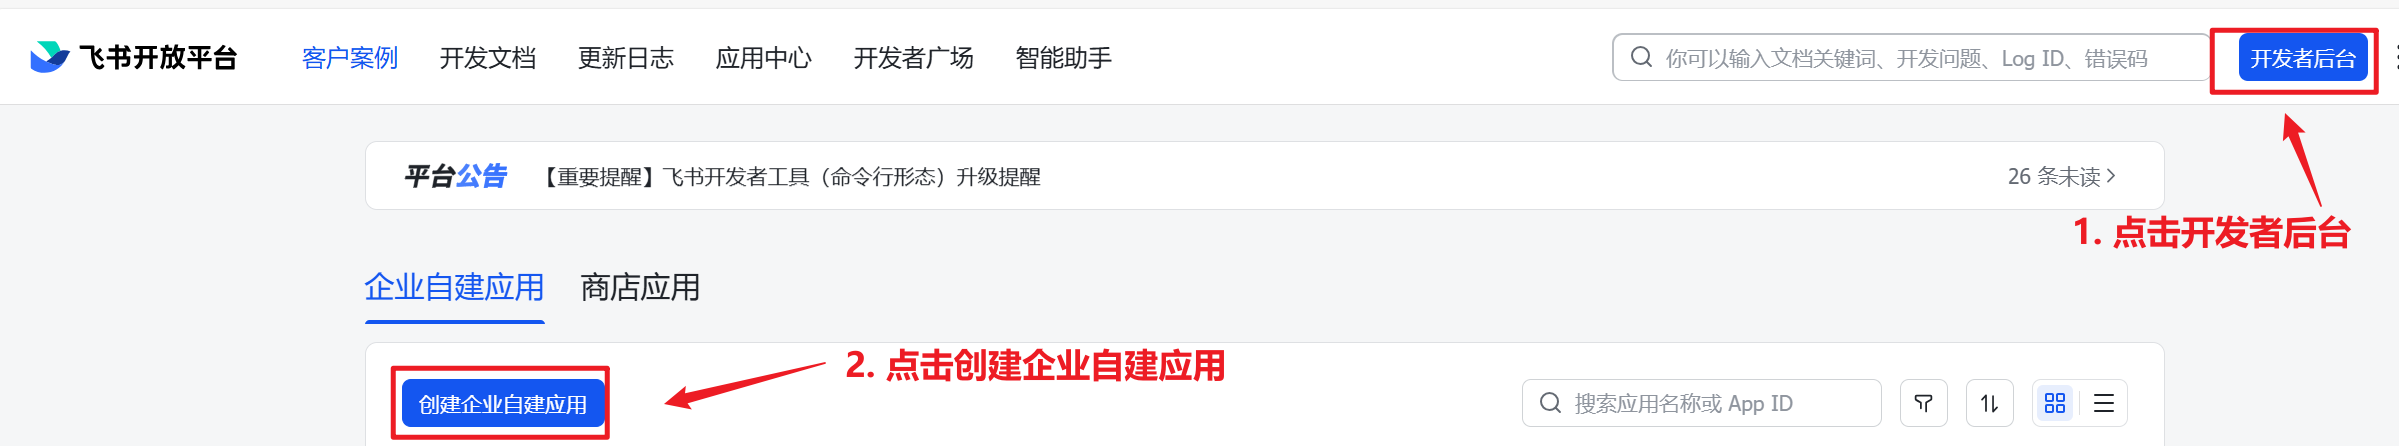 飞书开放平台 客户案例 开发文档 更新日志 应用中心 开发者广场 智能助手 你可以输入文档关键词、开发问题、Log ID、错误码 开发者后台
平台公告 【重要提醒】飞书开发者工具（命令行形态）升级提醒 26 条未读
1. 点击开发者后台
企业自建应用 商店应用
2. 点击创建企业自建应用
创建企业自建应用 搜索应用名称或 App ID